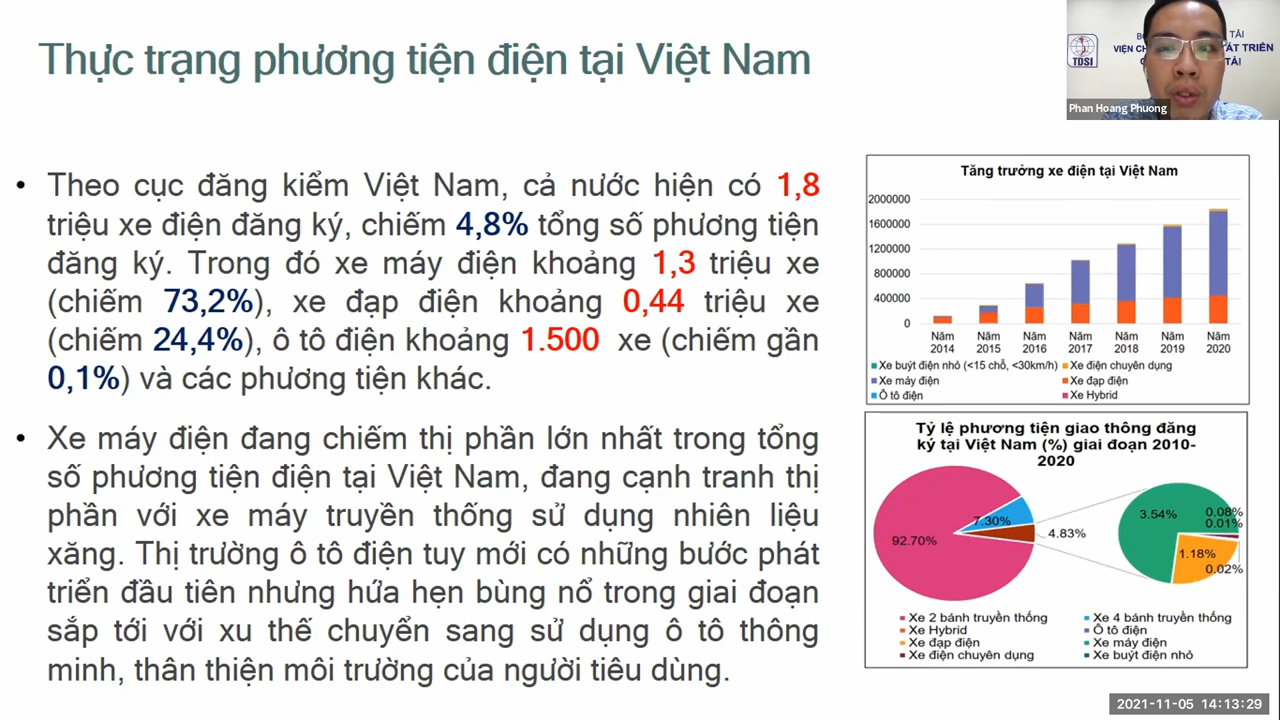 Thực trạng phương tiện điện tại Việt Nam
TDSI
VIỆN CH
ẤT TRIỂN
TẢI
Phan Hoang Phuong
• Theo cục đăng kiểm Việt Nam, cả nước hiện có 1,8
triệu xe điện đăng ký, chiếm 4,8% tổng số phương tiện
đăng ký. Trong đó xe máy điện khoảng 1,3 triệu xe
(chiếm 73,2%), xe đạp điện khoảng 0,44 triệu xe
(chiếm 24,4%), ô tô điện khoảng 1.500 xe (chiếm gần
0,1%) và các phương tiện khác.
• Xe máy điện đang chiếm thị phần lớn nhất trong tổng
số phương tiện điện tại Việt Nam, đang cạnh tranh thị
phần với xe máy truyền thống sử dụng nhiên liệu
xăng. Thị trường ô tô điện tuy mới có những bước phát
triển đầu tiên nhưng hứa hẹn bùng nổ trong giai đoạn
sắp tới với xu thế chuyển sang sử dụng ô tô thông
minh, thân thiện môi trường của người tiêu dùng.
Tăng trưởng xe điện tại Việt Nam
2000000
1600000
1200000
800000
400000
0
Năm 2014 Năm 2015 Năm 2016 Năm 2017 Năm 2018 Năm 2019 Năm 2020
Xe buýt điện nhỏ (<15 chỗ, <30km/h) Xe điện chuyên dụng
Xe máy điện Xe đạp điện
Ô tô điện Xe Hybrid
Tỷ lệ phương tiện giao thông đăng
ký tại Việt Nam (%) giai đoạn 2010-
2020
92.70%
7.30%
4.83%
3.54%
0.08%
0.01%
1.18%
0.02%
Xe 2 bánh truyền thống Xe 4 bánh truyền thống
Xe Hybrid Ô tô điện
Xe đạp điện Xe máy điện
Xe điện chuyên dụng Xe buýt điện nhỏ
2021-11-05 14:13:29